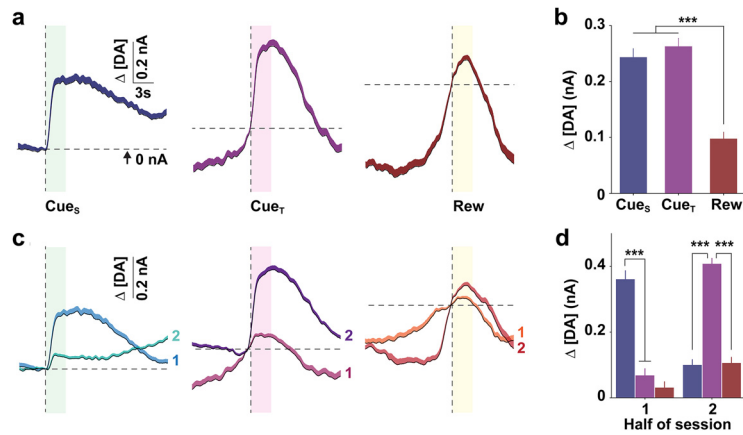 a
Δ [DA]
0.2 nA
3s
0 nA
Cue_S
Cue_T
Rew
b
Δ [DA] (nA)
0.3
0.2
0.1
0
***
Cue_S
Cue_T
Rew
c
Δ [DA]
0.2 nA
2
1
2
1
1
2
d
Δ [DA] (nA)
0.4
0.2
0
***
*** ***
1 2
Half of session